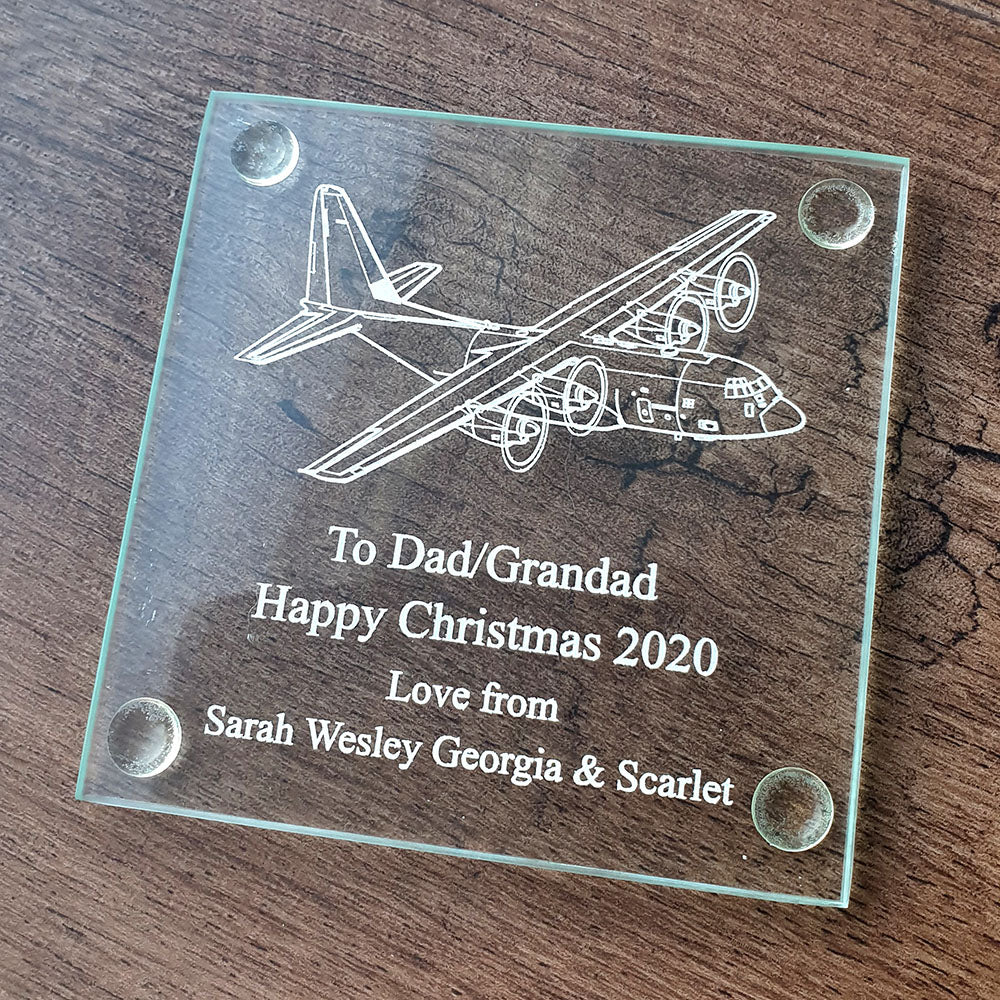 To Dad/Grandad
Happy Christmas 2020
Love from
Sarah Wesley Georgia & Scarlet